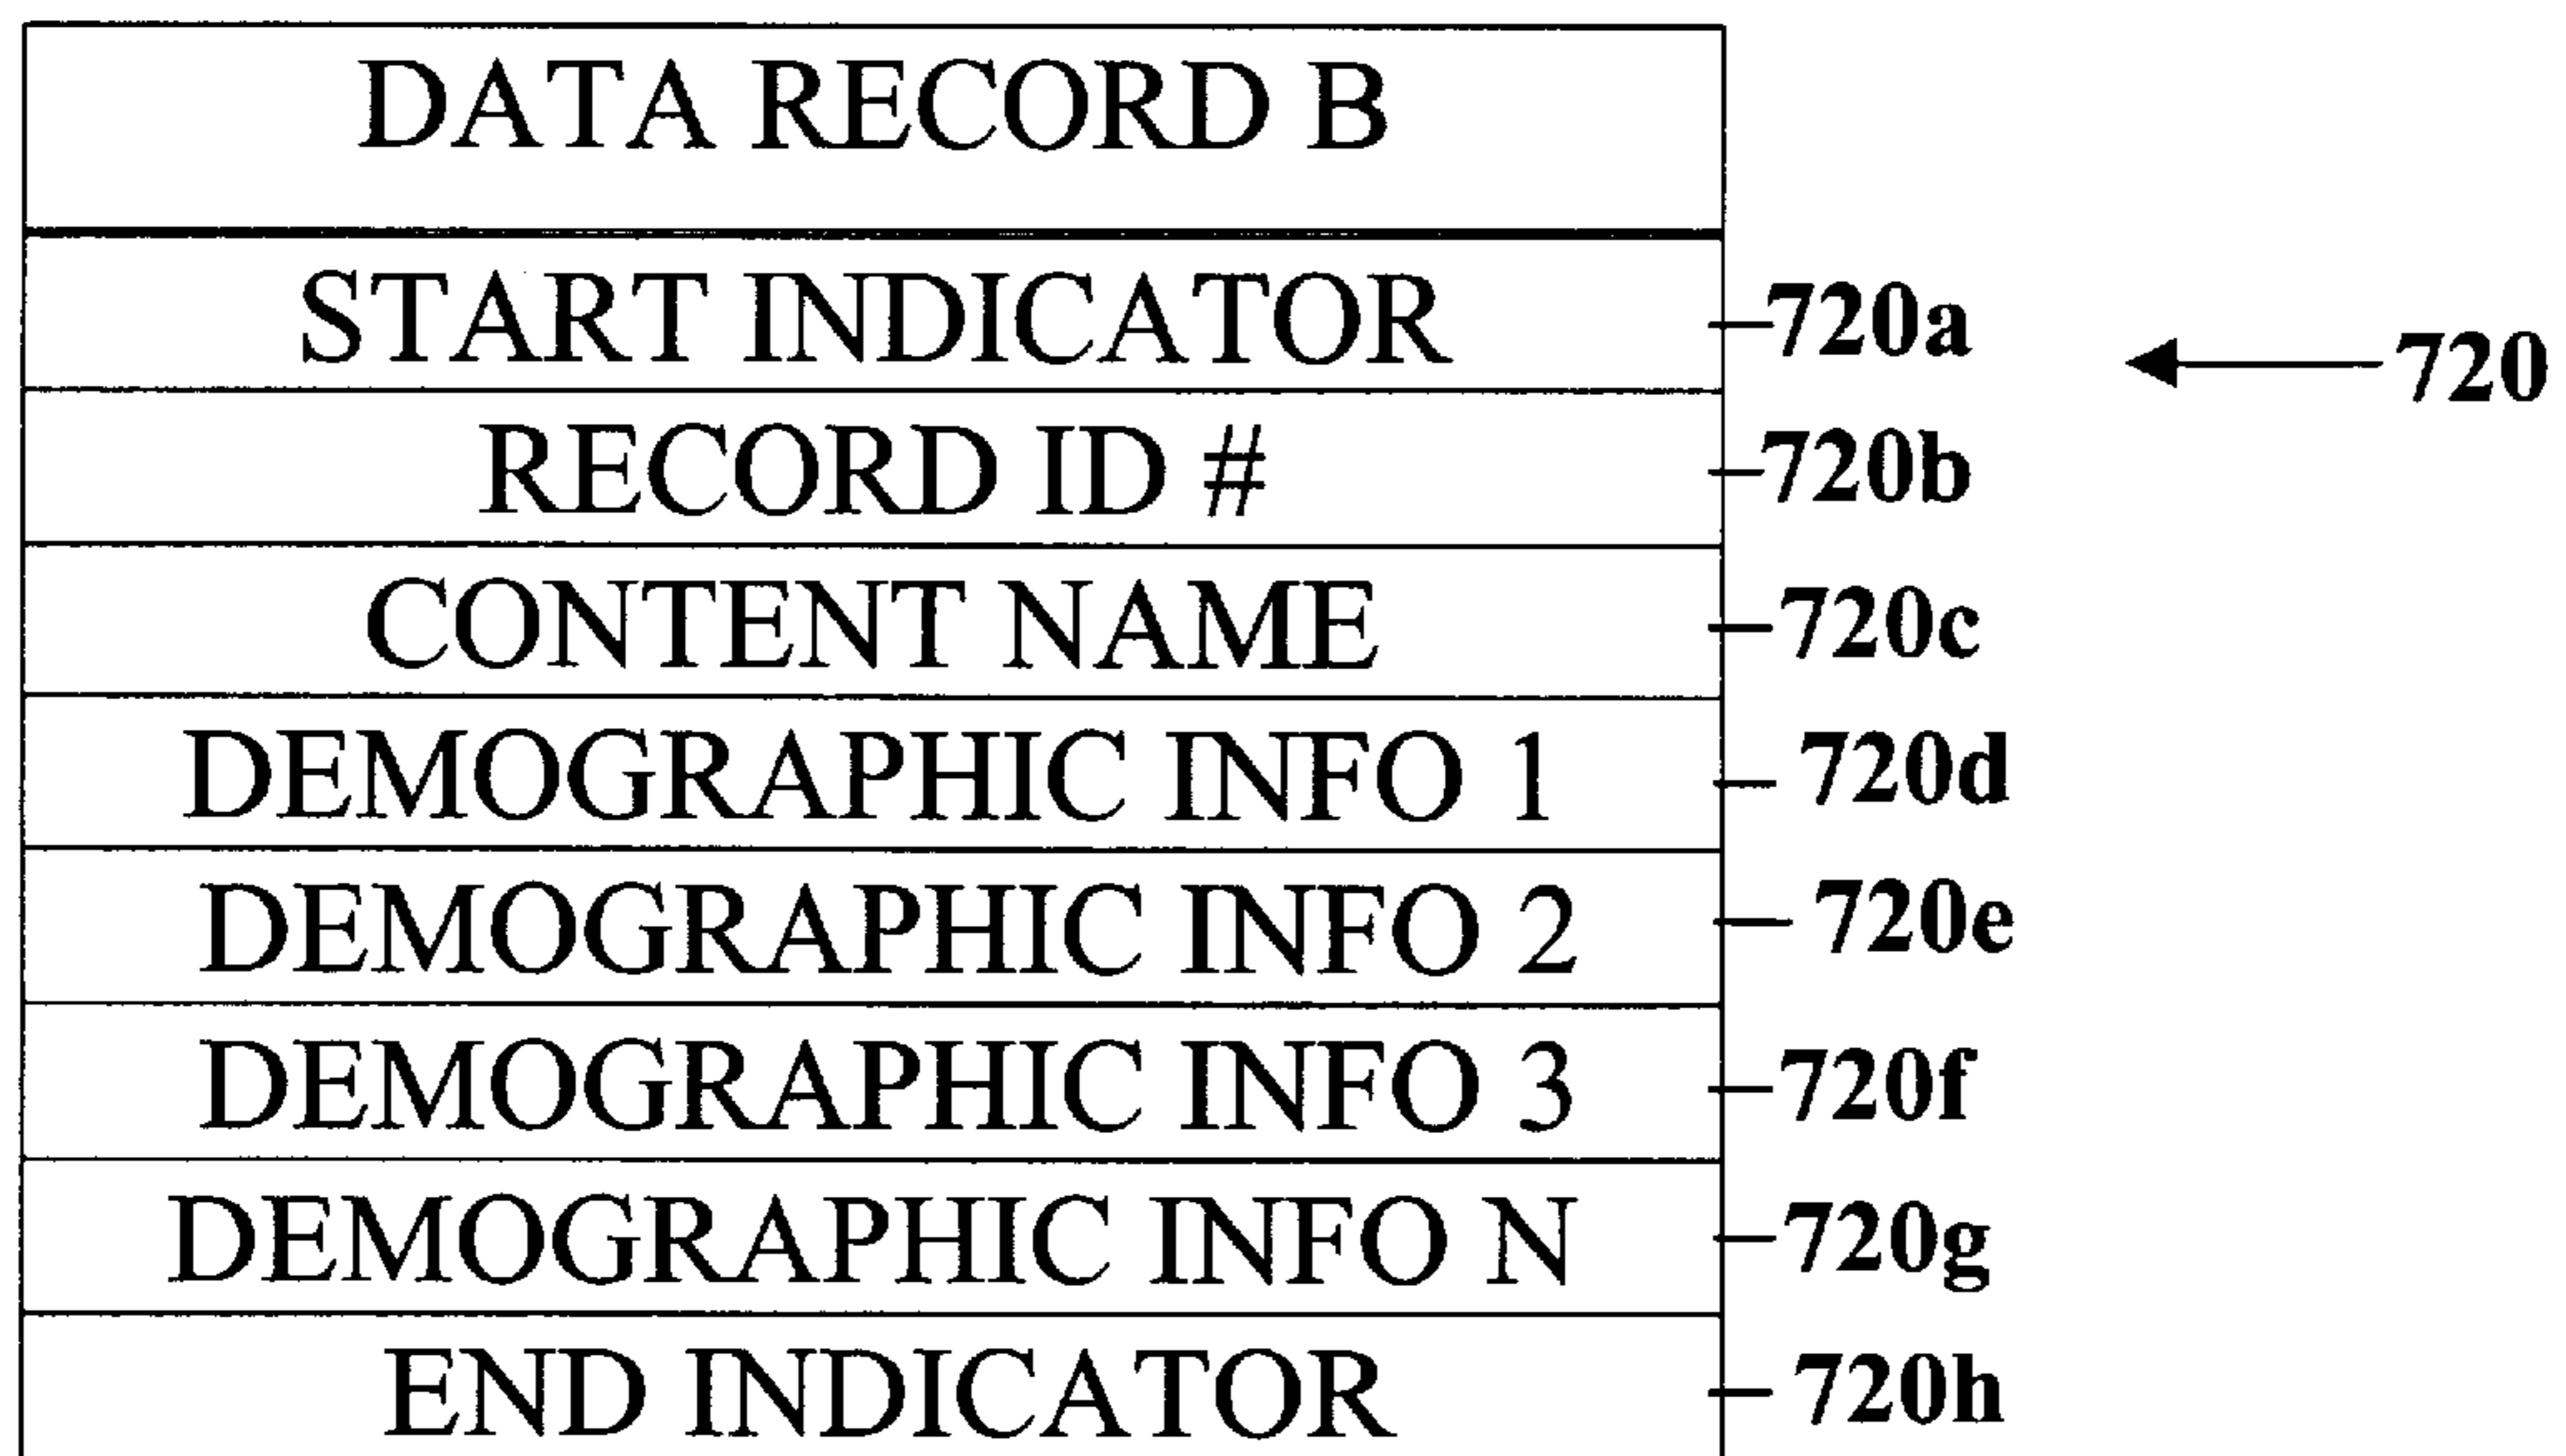 DATA RECORD B
START INDICATOR 720a
720
RECORD ID # 720b
CONTENT NAME 720c
DEMOGRAPHIC INFO 1 720d
DEMOGRAPHIC INFO 2 720e
DEMOGRAPHIC INFO 3 720f
DEMOGRAPHIC INFO N 720g
END INDICATOR 720h